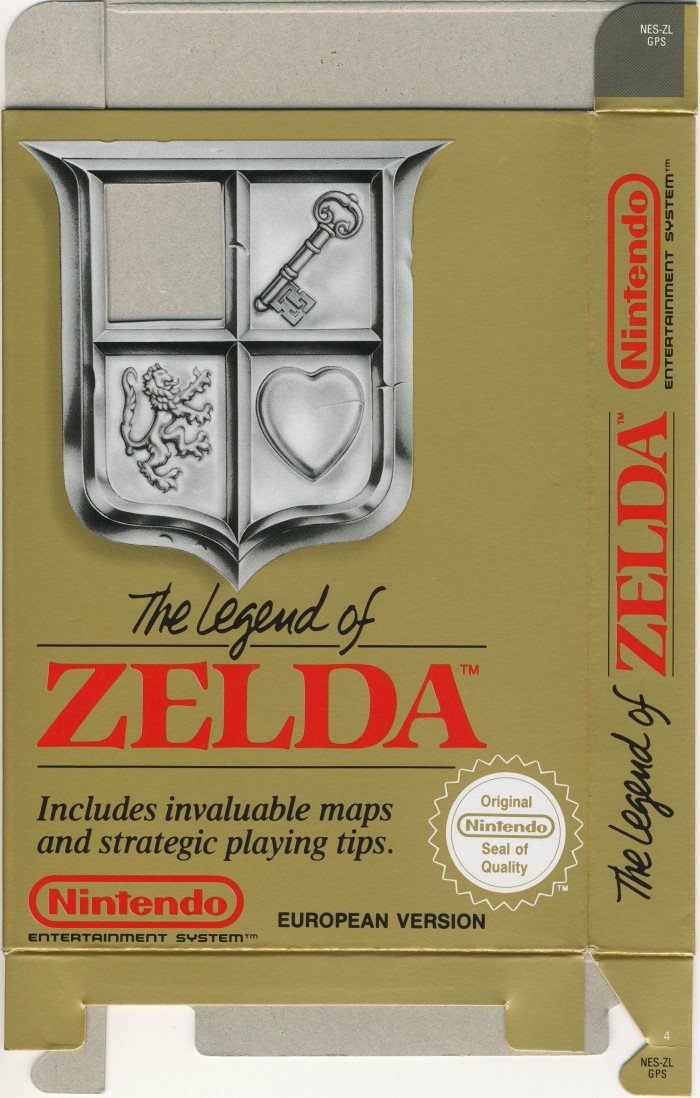 NES-ZL
GPS
The Legend of
ZELDA™
Includes invaluable maps
and strategic playing tips.
Original
Nintendo
Seal of
Quality
TM
Nintendo
ENTERTAINMENT SYSTEM™
EUROPEAN VERSION
Nintendo
ENTERTAINMENT SYSTEM™
The Legend of
ZELDA™
4
NES-ZL
GPS